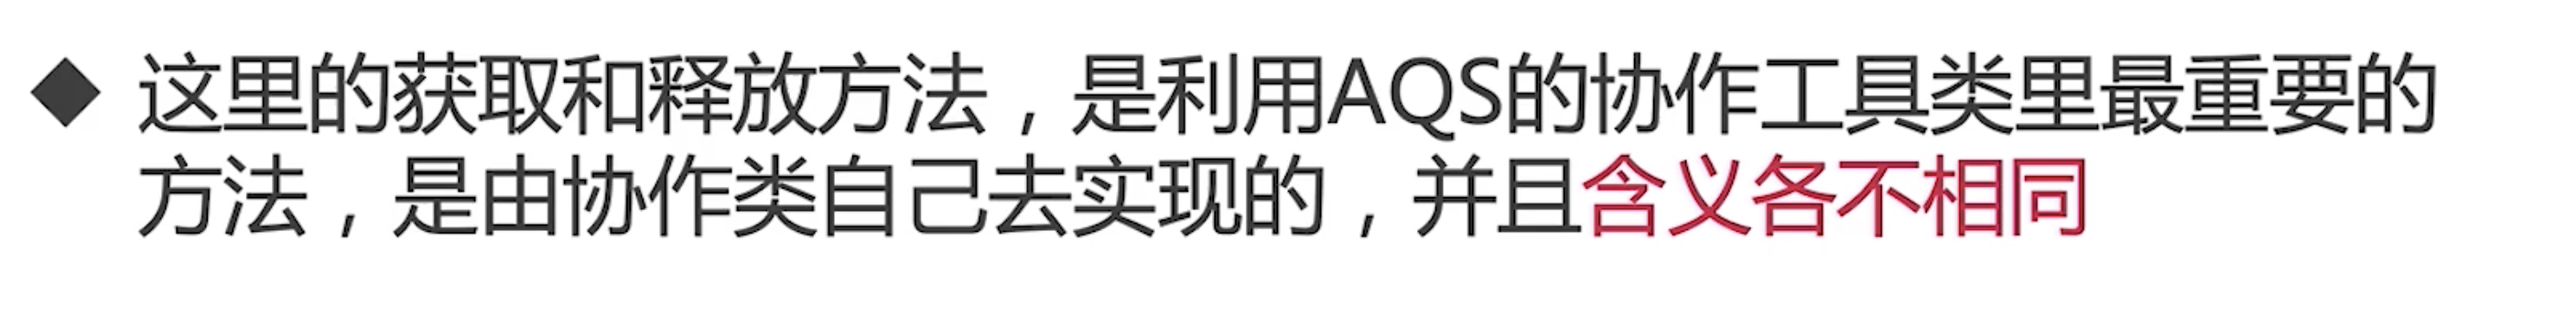 ◆ 这里的获取和释放方法，是利用AQS的协作工具类里最重要的
方法，是由协作类自己去实现的，并且含义各不相同